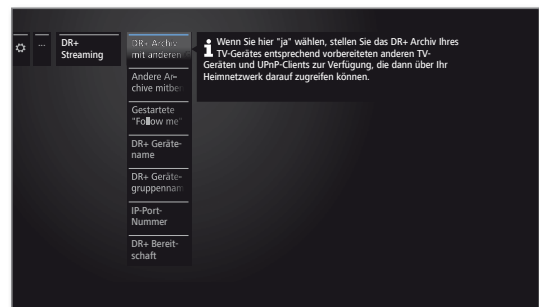 ...
DR+
Streaming
DR+ Archiv
mit anderen
Andere Ar-
chive mitben
Gestartete
"Follow me"
DR+ Geräte-
name
DR+ Geräte-
gruppennam
IP-Port-
Nummer
DR+ Bereit-
schaft
Wenn Sie hier "ja" wählen, stellen Sie das DR+ Archiv Ihres
TV-Gerätes entsprechend vorbereiteten anderen TV-
Geräten und UPnP-Clients zur Verfügung, die dann über Ihr
Heimnetzwerk darauf zugreifen können.